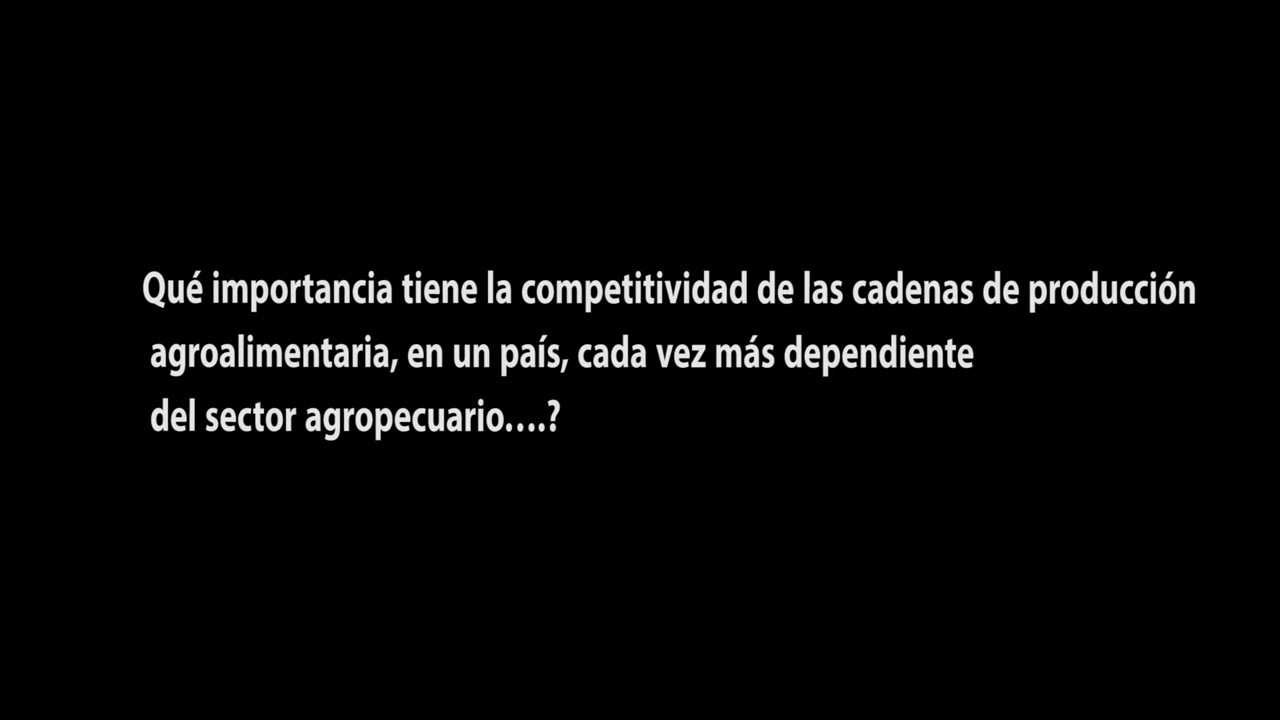 Qué importancia tiene la competitividad de las cadenas de producción
agroalimentaria, en un país, cada vez más dependiente
del sector agropecuario....?